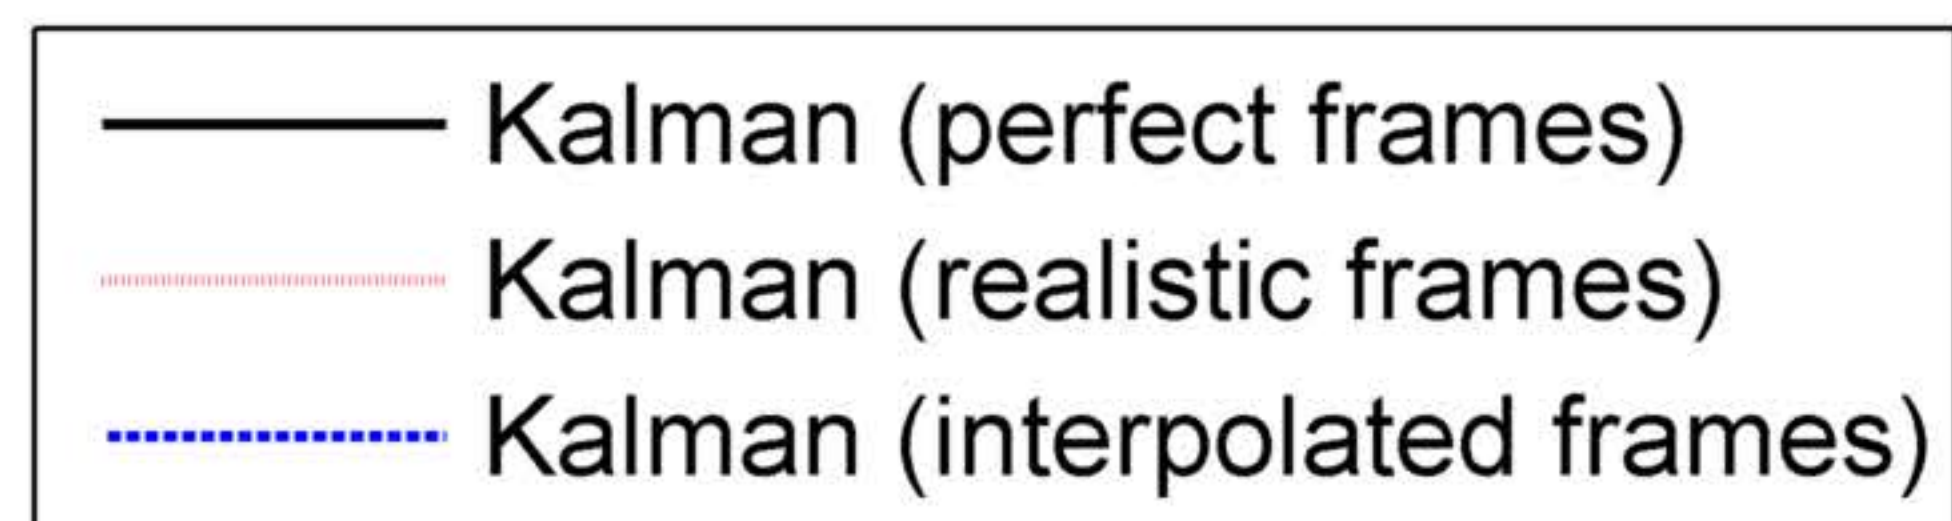 Kalman (perfect frames)
Kalman (realistic frames)
Kalman (interpolated frames)